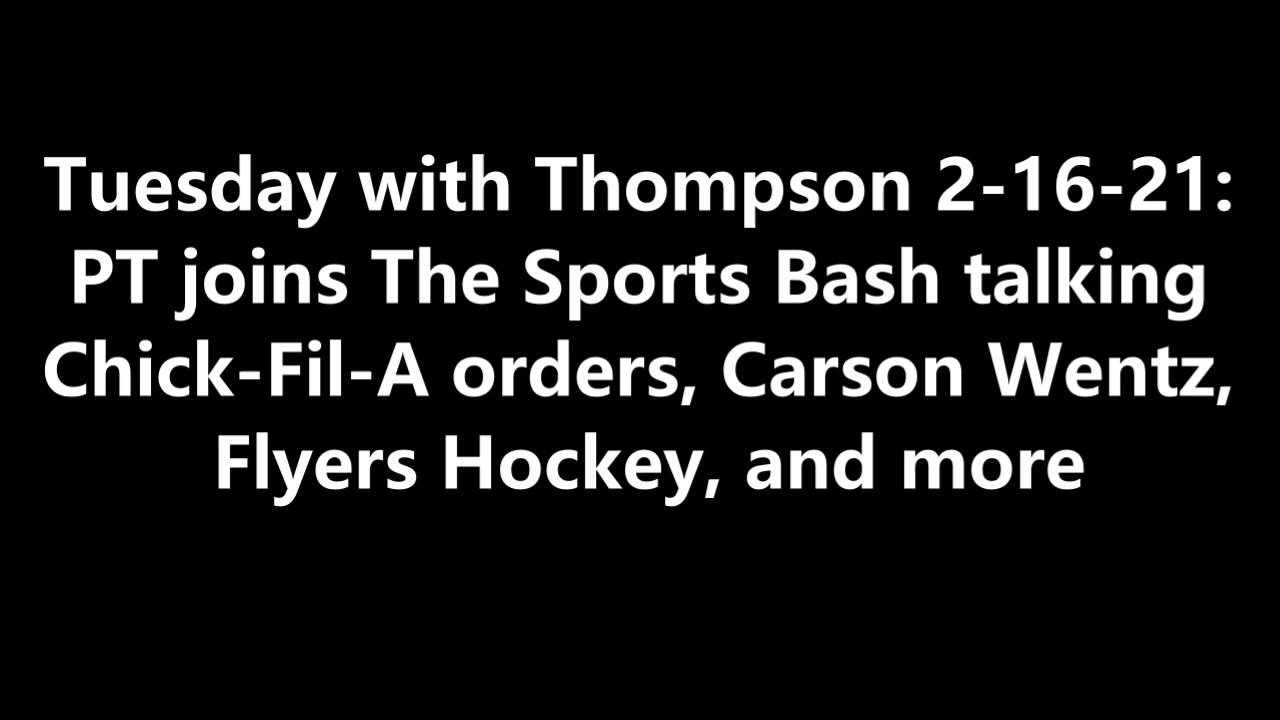 Tuesday with Thompson 2-16-21:
PT joins The Sports Bash talking
Chick-Fil-A orders, Carson Wentz,
Flyers Hockey, and more